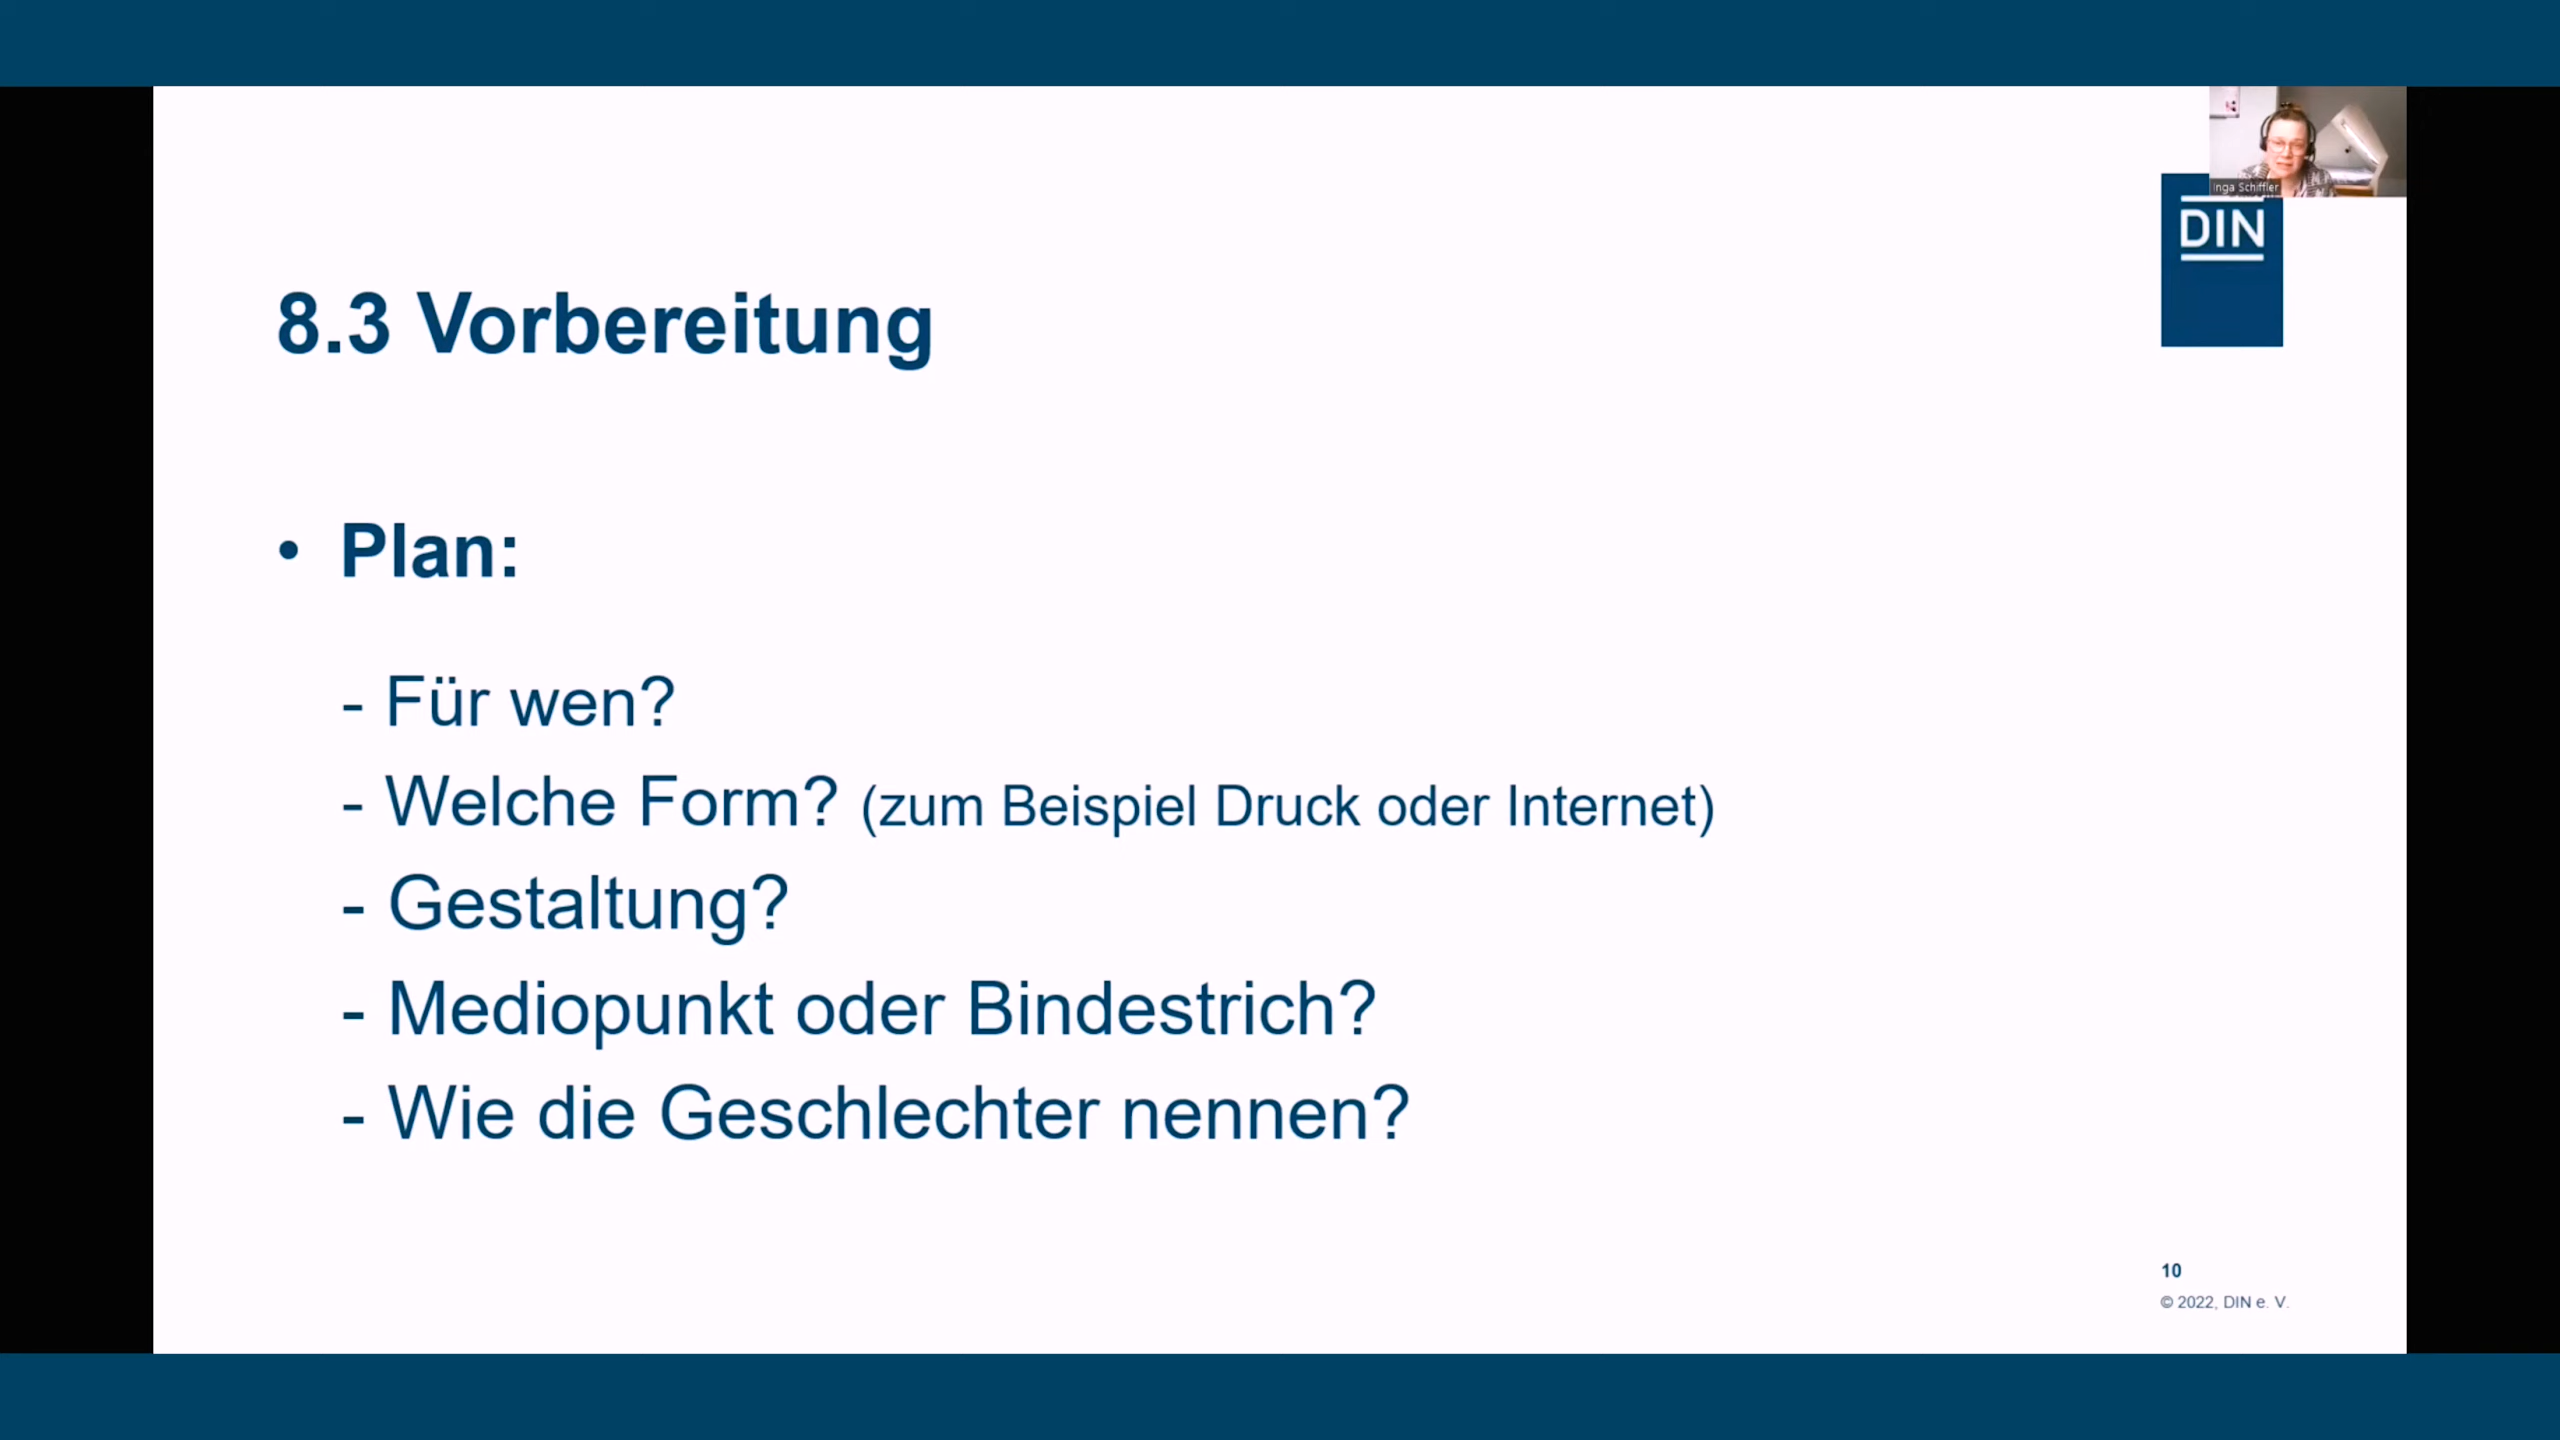 Inga Schiffler
DIN
8.3 Vorbereitung
• Plan:
- Für wen?
- Welche Form? (zum Beispiel Druck oder Internet)
- Gestaltung?
- Mediopunkt oder Bindestrich?
- Wie die Geschlechter nennen?
10
© 2022, DIN e. V.